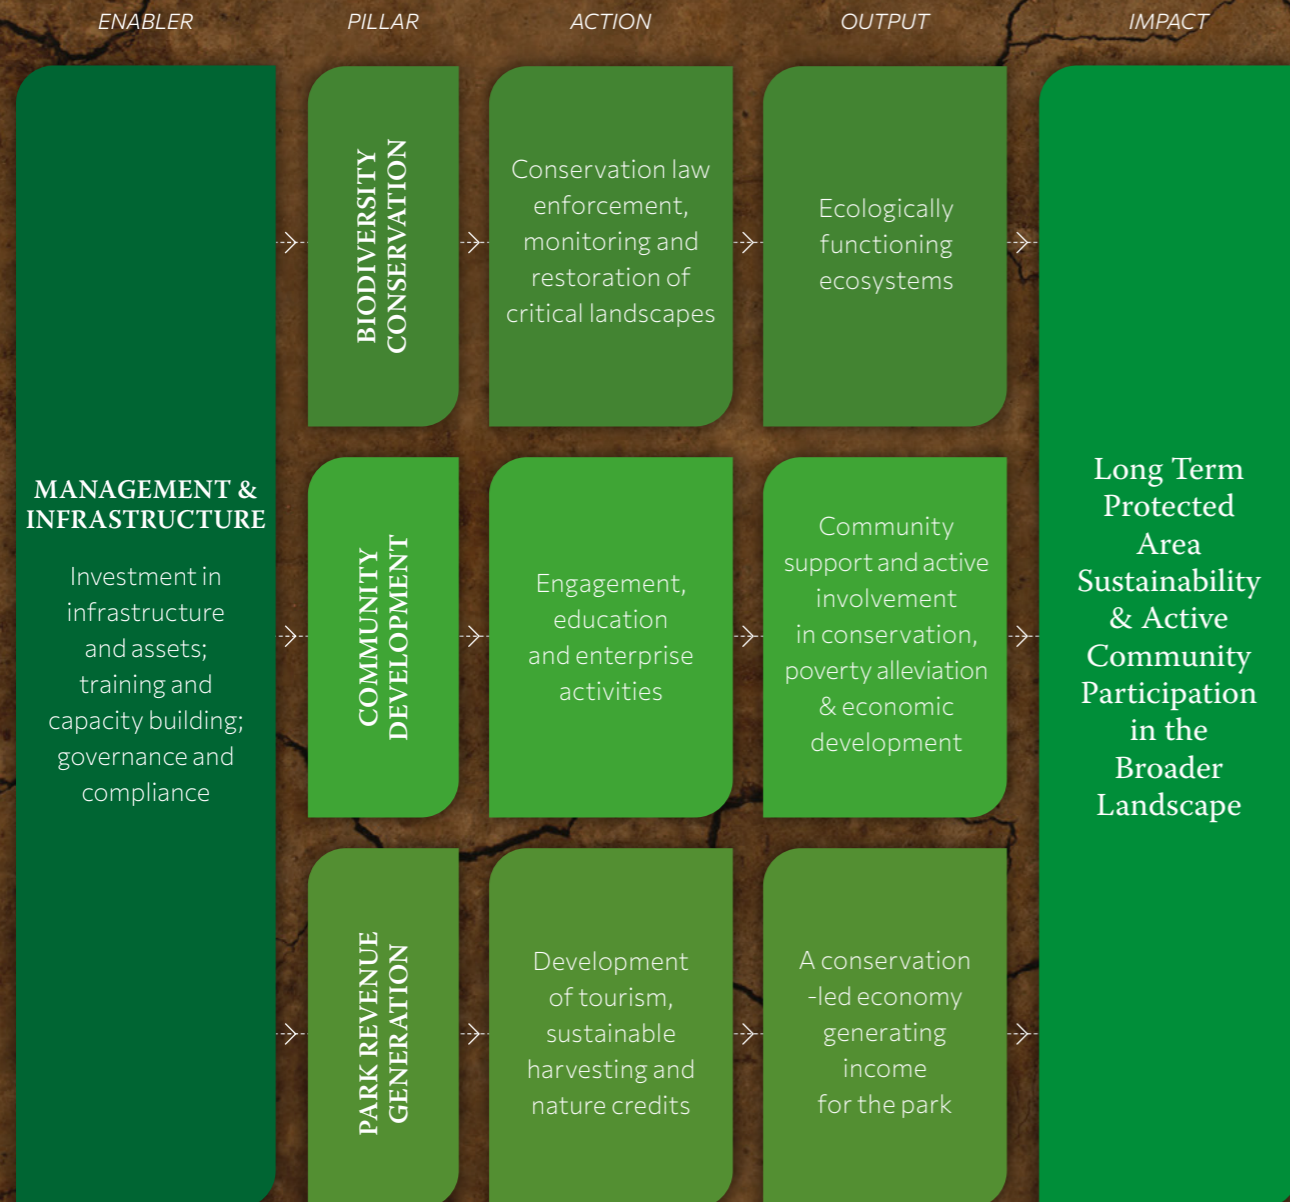 ENABLER
PILLAR
ACTION
OUTPUT
IMPACT
MANAGEMENT &
INFRASTRUCTURE
Investment in
infrastructure
and assets;
training and
capacity building;
governance and
compliance
BIODIVERSITY
CONSERVATION
Conservation law
enforcement,
monitoring and
restoration of
critical landscapes
Ecologically
functioning
ecosystems
COMMUNITY
DEVELOPMENT
Engagement,
education
and enterprise
activities
Community
support and active
involvement
in conservation,
poverty alleviation
& economic
development
PARK REVENUE
GENERATION
Development
of tourism,
sustainable
harvesting and
nature credits
A conservation
-led economy
generating
income
for the park
Long Term
Protected
Area
Sustainability
& Active
Community
Participation
in the
Broader
Landscape